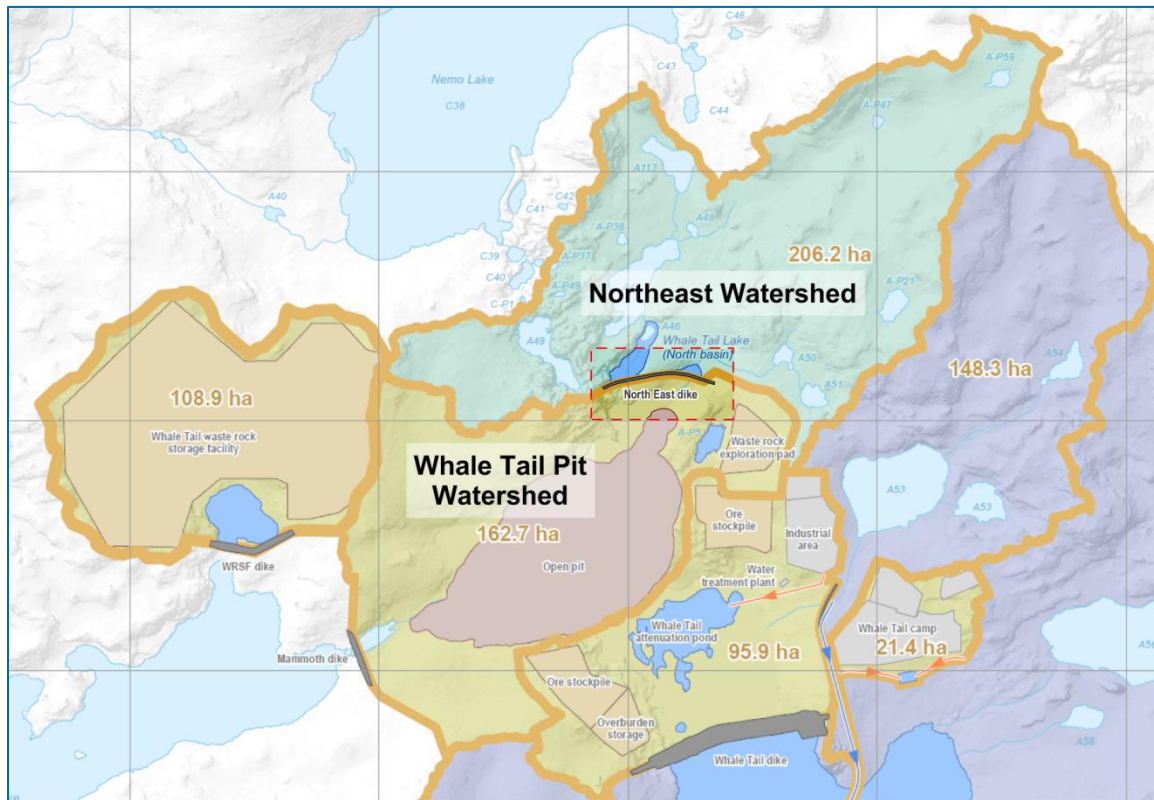 C46
A-P59
C43
Nemo Lake
C38
C44
A-P47
A113
A40
C42
C41
A-P38
A48
C39
A-P37
206.2 ha
C40
A-P49
Northeast Watershed
A-P21
C-P1
A46
Whale Tail Lake
(North basin)
A49
A50
A54
148.3 ha
A51
108.9 ha
North East dike
Whale Tail waste rock
storage facility
A-P5
Waste rock
exploration pad
Whale Tail Pit
Watershed
162.7 ha
A53
A53
Ore
stockpile
Industrial
area
WRSF dike
Open pit
Water
treatment plant
Whale Tail
attenuation pond
Whale Tail camp
95.9 ha
21.4 ha
A56
Mammoth dike
Ore stockpile
Overburden
storage
A58
Whale Tail dike